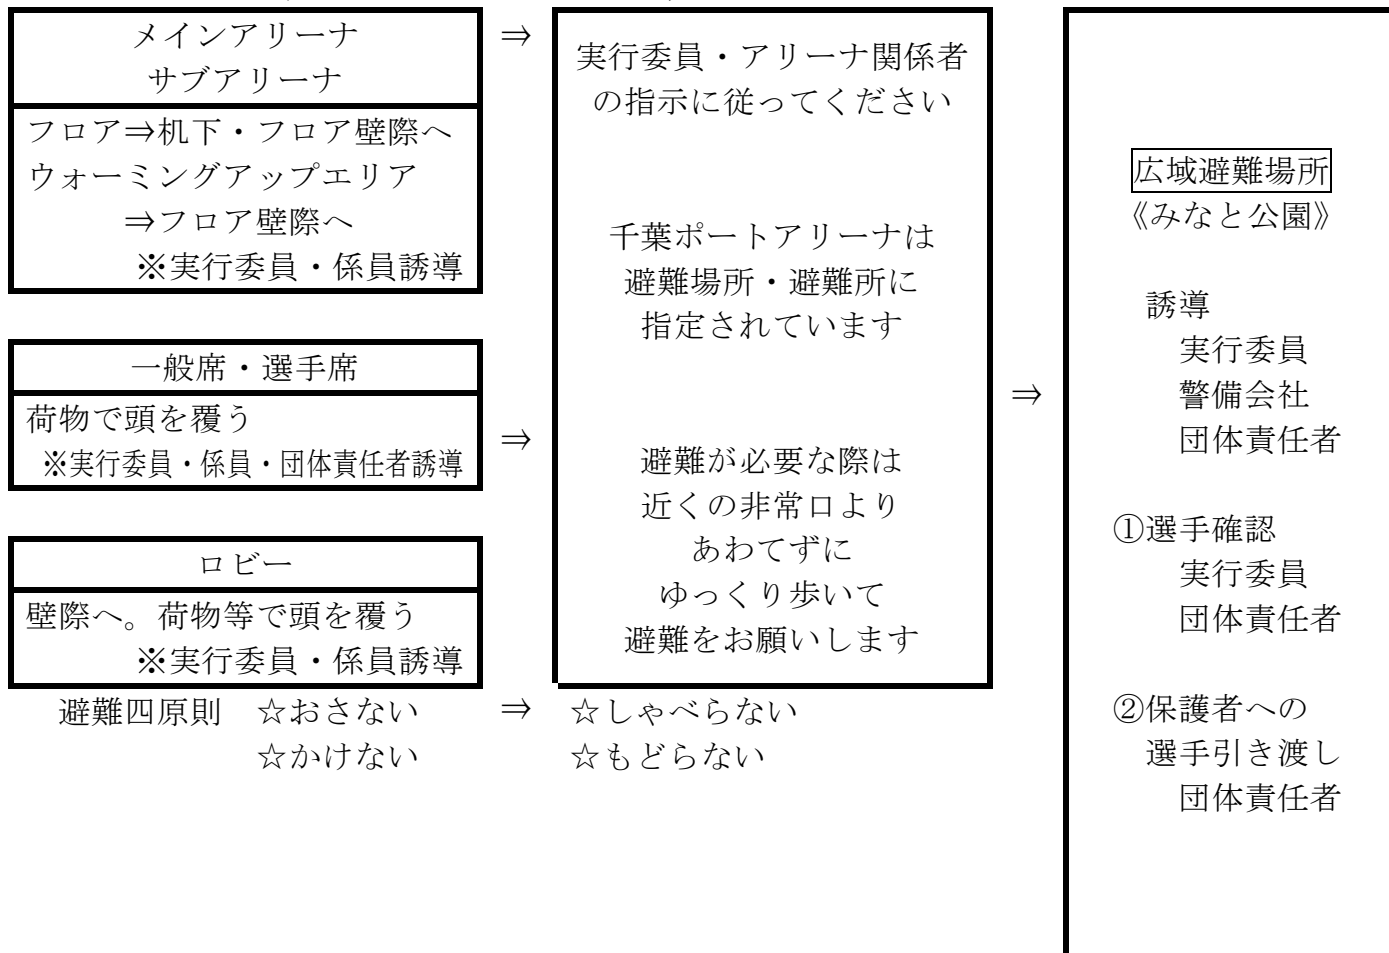 メインアリーナ
サブアリーナ
フロア⇒机下・フロア壁際へ
ウォーミングアップエリア
⇒フロア壁際へ
※実行委員・係員誘導
一般席・選手席
荷物で頭を覆う
※実行委員・係員・団体責任者誘導
ロビー
壁際へ。荷物等で頭を覆う
※実行委員・係員誘導
⇒
⇒
実行委員・アリーナ関係者
の指示に従ってください
千葉ポートアリーナは
避難場所・避難所に
指定されています
避難が必要な際は
近くの非常口より
あわてずに
ゆっくり歩いて
避難をお願いします
避難四原則 ☆おさない ⇒ ☆しゃべらない
☆かけない ☆もどらない
⇒
広域避難場所
《みなと公園》
誘導
実行委員
警備会社
団体責任者
①選手確認
実行委員
団体責任者
②保護者への
選手引き渡し
団体責任者